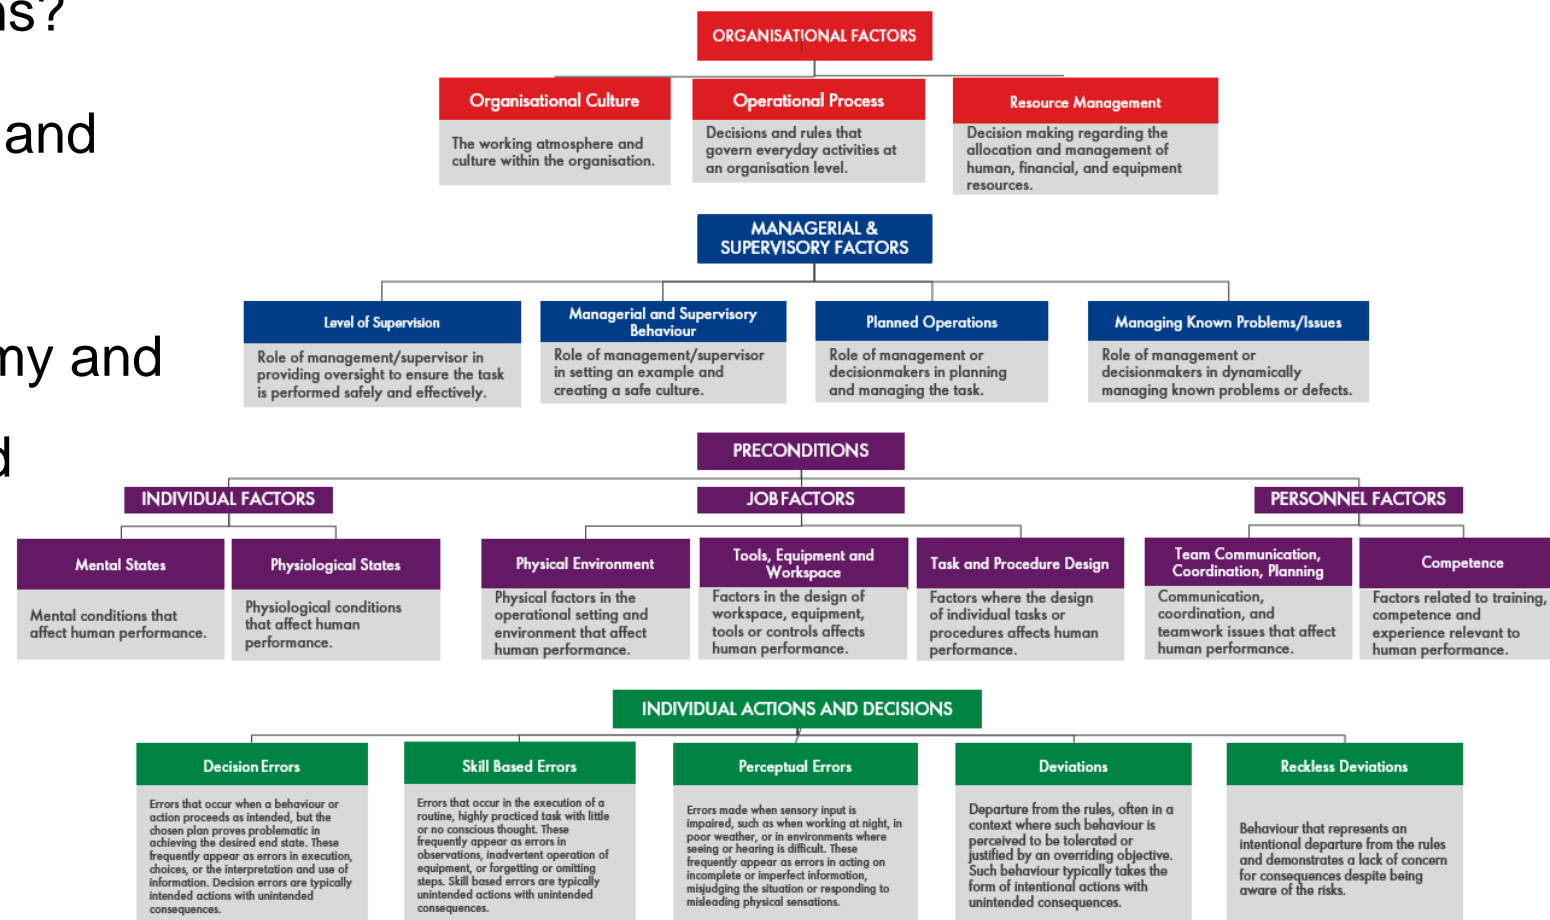 ns?
and
my and
d
ORGANISATIONAL FACTORS
Organisational Culture
The working atmosphere and
culture within the organisation.
Operational Process
Decisions and rules that
govern everyday activities at
an organisation level.
Resource Management
Decision making regarding the
allocation and management of
human, financial, and equipment
resources.
MANAGERIAL &
SUPERVISORY FACTORS
Level of Supervision
Role of management/supervisor in
providing oversight to ensure the task
is performed safely and effectively.
Managerial and Supervisory
Behaviour
Role of management/supervisor
in setting an example and
creating a safe culture.
Planned Operations
Role of management or
decisionmakers in planning
and managing the task.
Managing Known Problems/Issues
Role of management or
decisionmakers in dynamically
managing known problems or defects.
PRECONDITIONS
INDIVIDUAL FACTORS
Mental States
Mental conditions that
affect human performance.
Physiological States
Physiological conditions
that affect human
performance.
JOB FACTORS
Physical Environment
Physical factors in the
operational setting and
environment that affect
human performance.
Tools, Equipment and
Workspace
Factors in the design of
workspace, equipment,
tools or controls affects
human performance.
Task and Procedure Design
Factors where the design
of individual tasks or
procedures affects human
performance.
PERSONNEL FACTORS
Team Communication,
Coordination, Planning
Communication,
coordination, and
teamwork issues that affect
human performance.
Competence
Factors related to training,
competence and
experience relevant to
human performance.
INDIVIDUAL ACTIONS AND DECISIONS
Decision Errors
Errors that occur when a behaviour or
action proceeds as intended, but the
chosen plan proves problematic in
achieving the desired end state. These
frequently appear as errors in execution,
choices, or the interpretation and use of
information. Decision errors are typically
intended actions with unintended
consequences.
Skill Based Errors
Errors that occur in the execution of a
routine, highly practiced task with little
or no conscious thought. These
frequently appear as errors in
observations, inadvertent operation of
equipment, or forgetting or omitting
steps. Skill based errors are typically
unintended actions with unintended
consequences.
Perceptual Errors
Errors made when sensory input is
impaired, such as when working at night, in
poor weather, or in environments where
seeing or hearing is difficult. These
frequently appear as errors in acting on
incomplete or imperfect information,
misjudging the situation or responding to
misleading physical sensations.
Deviations
Departure from the rules, often in a
context where such behaviour is
perceived to be tolerated or
justified by an overriding objective.
Such behaviour typically takes the
form of intentional actions with
unintended consequences.
Reckless Deviations
Behaviour that represents an
intentional departure from the rules
and demonstrates a lack of concern
for consequences despite being
aware of the risks.